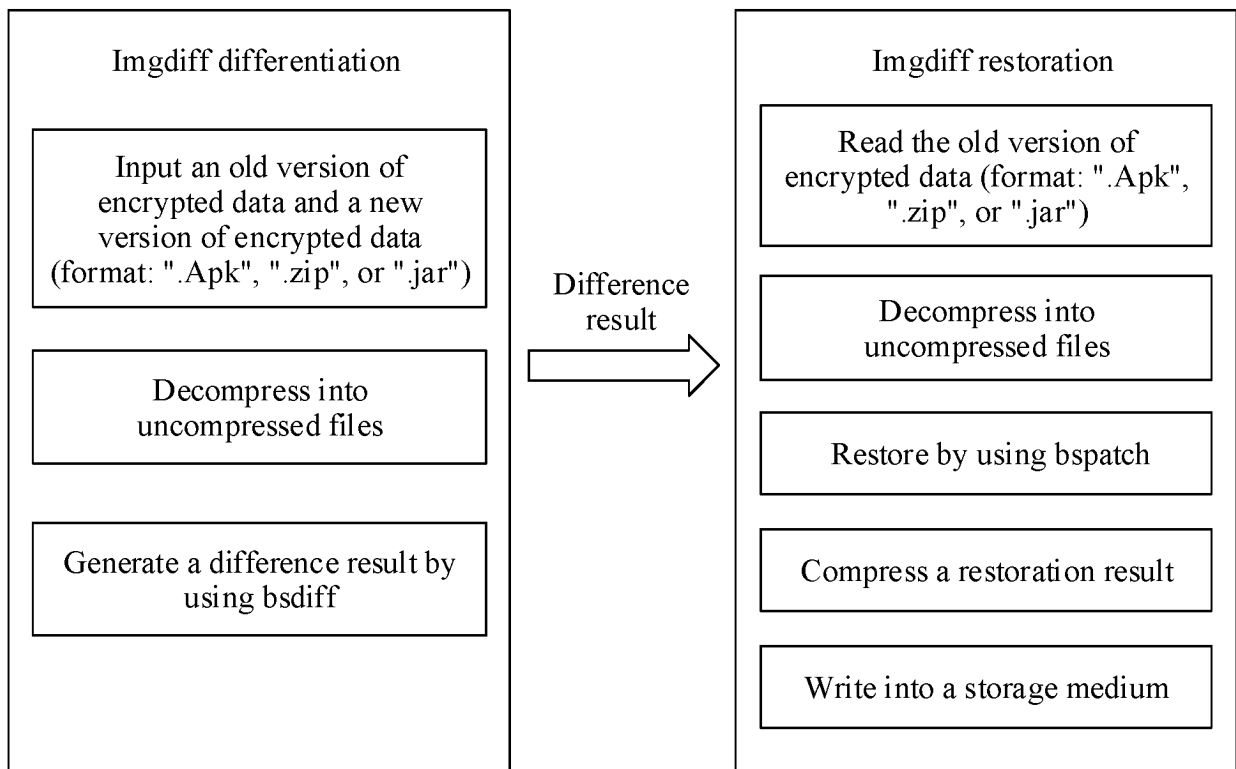 Imgdiff differentiation
Input an old version of
encrypted data and a new
version of encrypted data
(format: ".Apk", ".zip", or ".jar")
Decompress into
uncompressed files
Generate a difference result by
using bsdiff
Difference
result
Imgdiff restoration
Read the old version of
encrypted data (format: ".Apk",
".zip", or ".jar")
Decompress into
uncompressed files
Restore by using bspatch
Compress a restoration result
Write into a storage medium